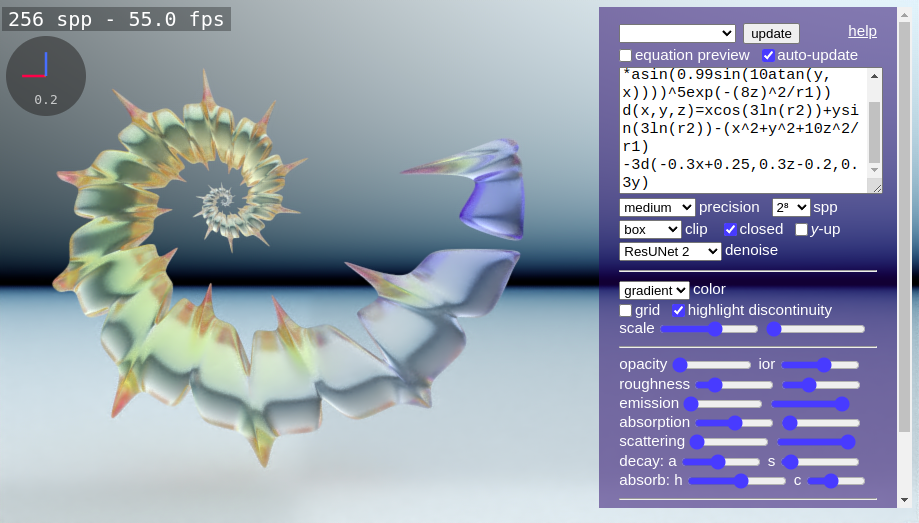 256 spp - 55.0 fps
0.2
update
help
equation preview
auto-update
*asin(0.99sin(10atan(y,
x))))^5exp(-(8z)^2/r1))
d(x,y,z)=xcos(3ln(r2))+ysi
n(3ln(r2))-(x^2+y^2+10z^2/
r1)
-3d(-0.3x+0.25,0.3z-0.2,0.
3y)
medium precision 2⁸ spp
box clip closed y-up
ResUNet 2 denoise
gradient color
grid highlight discontinuity
scale
opacity ior
roughness
emission
absorption
scattering
decay: a s
absorb: h c